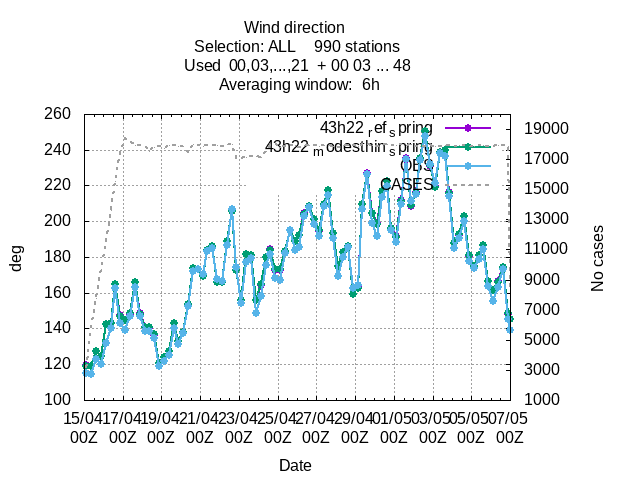 Wind direction
Selection: ALL    990 stations
Used  00,03,...,21  + 00 03 ... 48
Averaging window:  6h
43h22_ref_spring
43h22_modesthin_spring
OBS
CASES
260
240
220
200
180
160
140
120
100
deg
19000
17000
15000
13000
11000
9000
7000
5000
3000
1000
No cases
15/04 17/04 19/04 21/04 23/04 25/04 27/04 29/04 01/05 03/05 05/05 07/05
00Z 00Z 00Z 00Z 00Z 00Z 00Z 00Z 00Z 00Z 00Z 00Z
Date